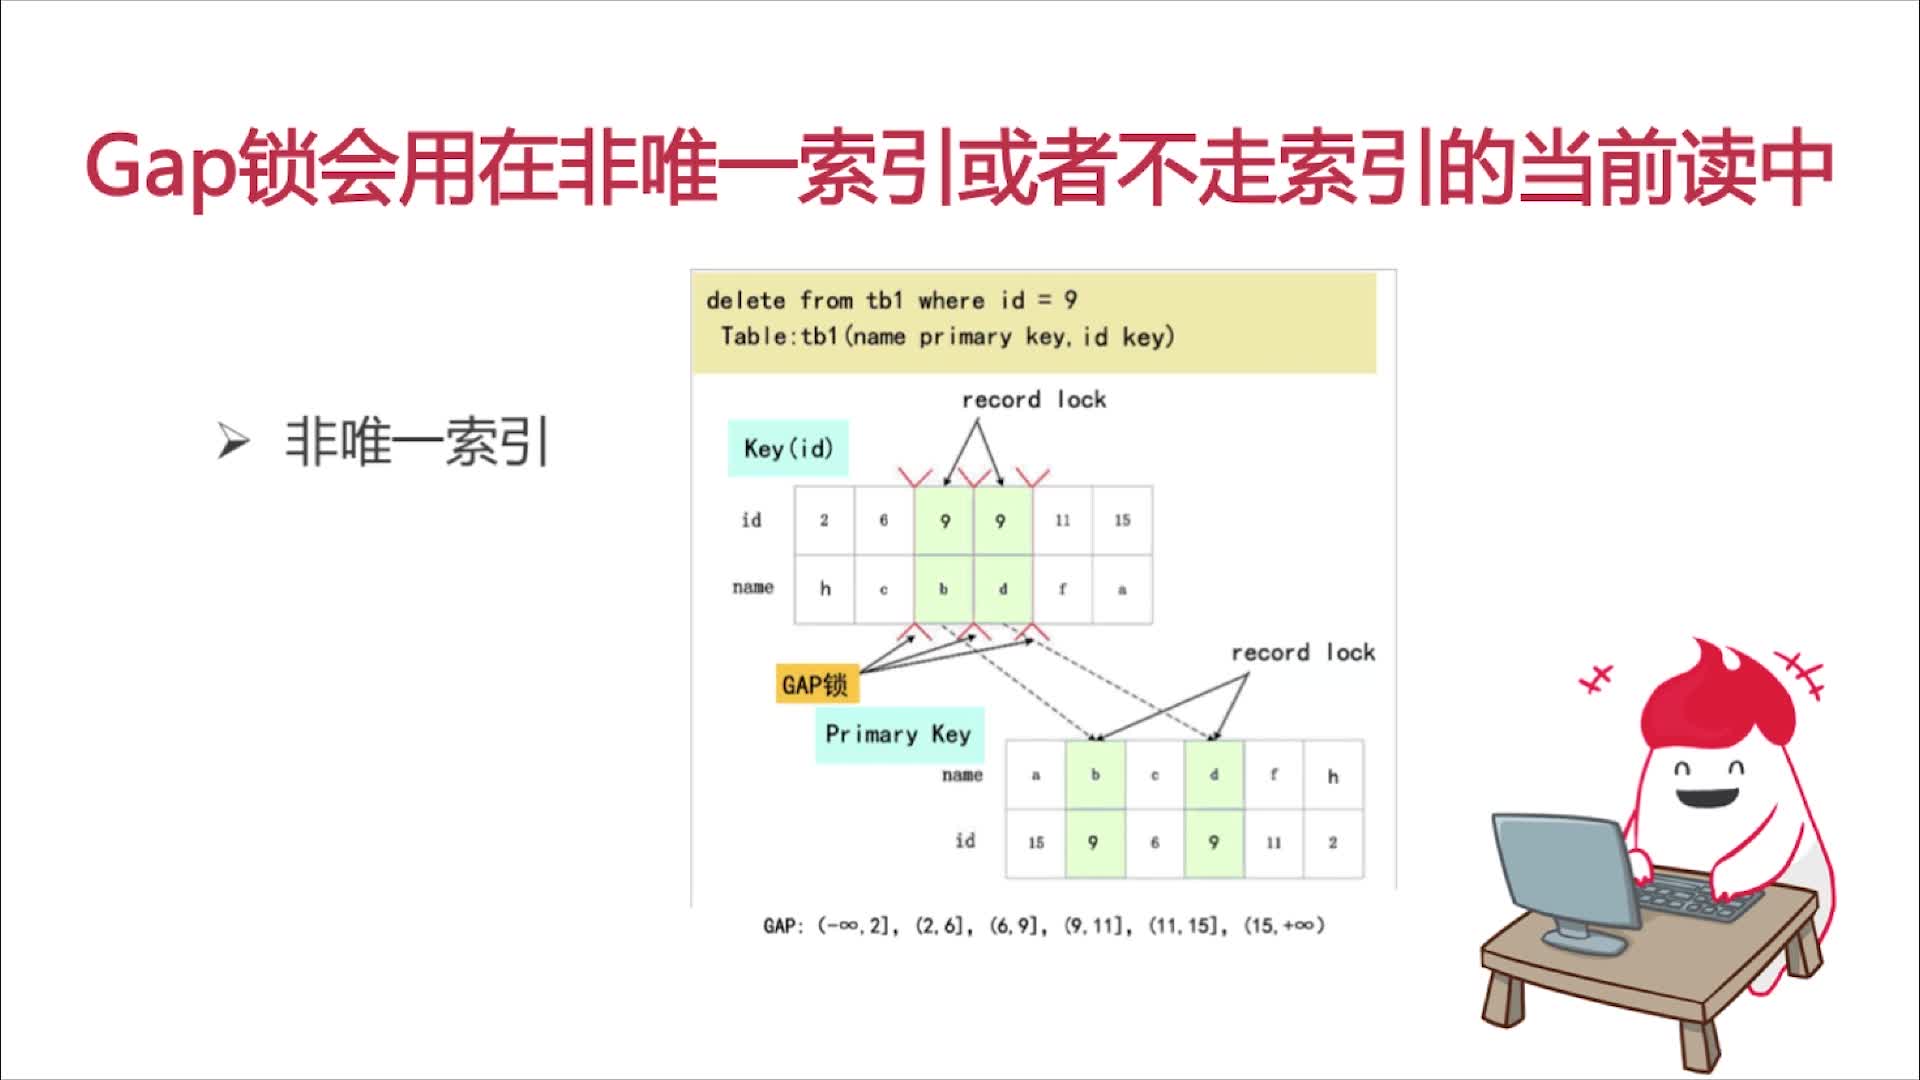 Gap锁会用在非唯一索引或者不走索引的当前读中
delete from tb1 where id = 9
Table:tb1(name primary key,id key)
非唯一索引
record lock
Key(id)
id 2 6 9 9 11 15
name h c b d f a
record lock
GAP锁
Primary Key
name a b c d f h
id 15 9 6 9 11 2
GAP: (-∞,2], (2,6], (6,9], (9,11], (11,15], (15,+∞)